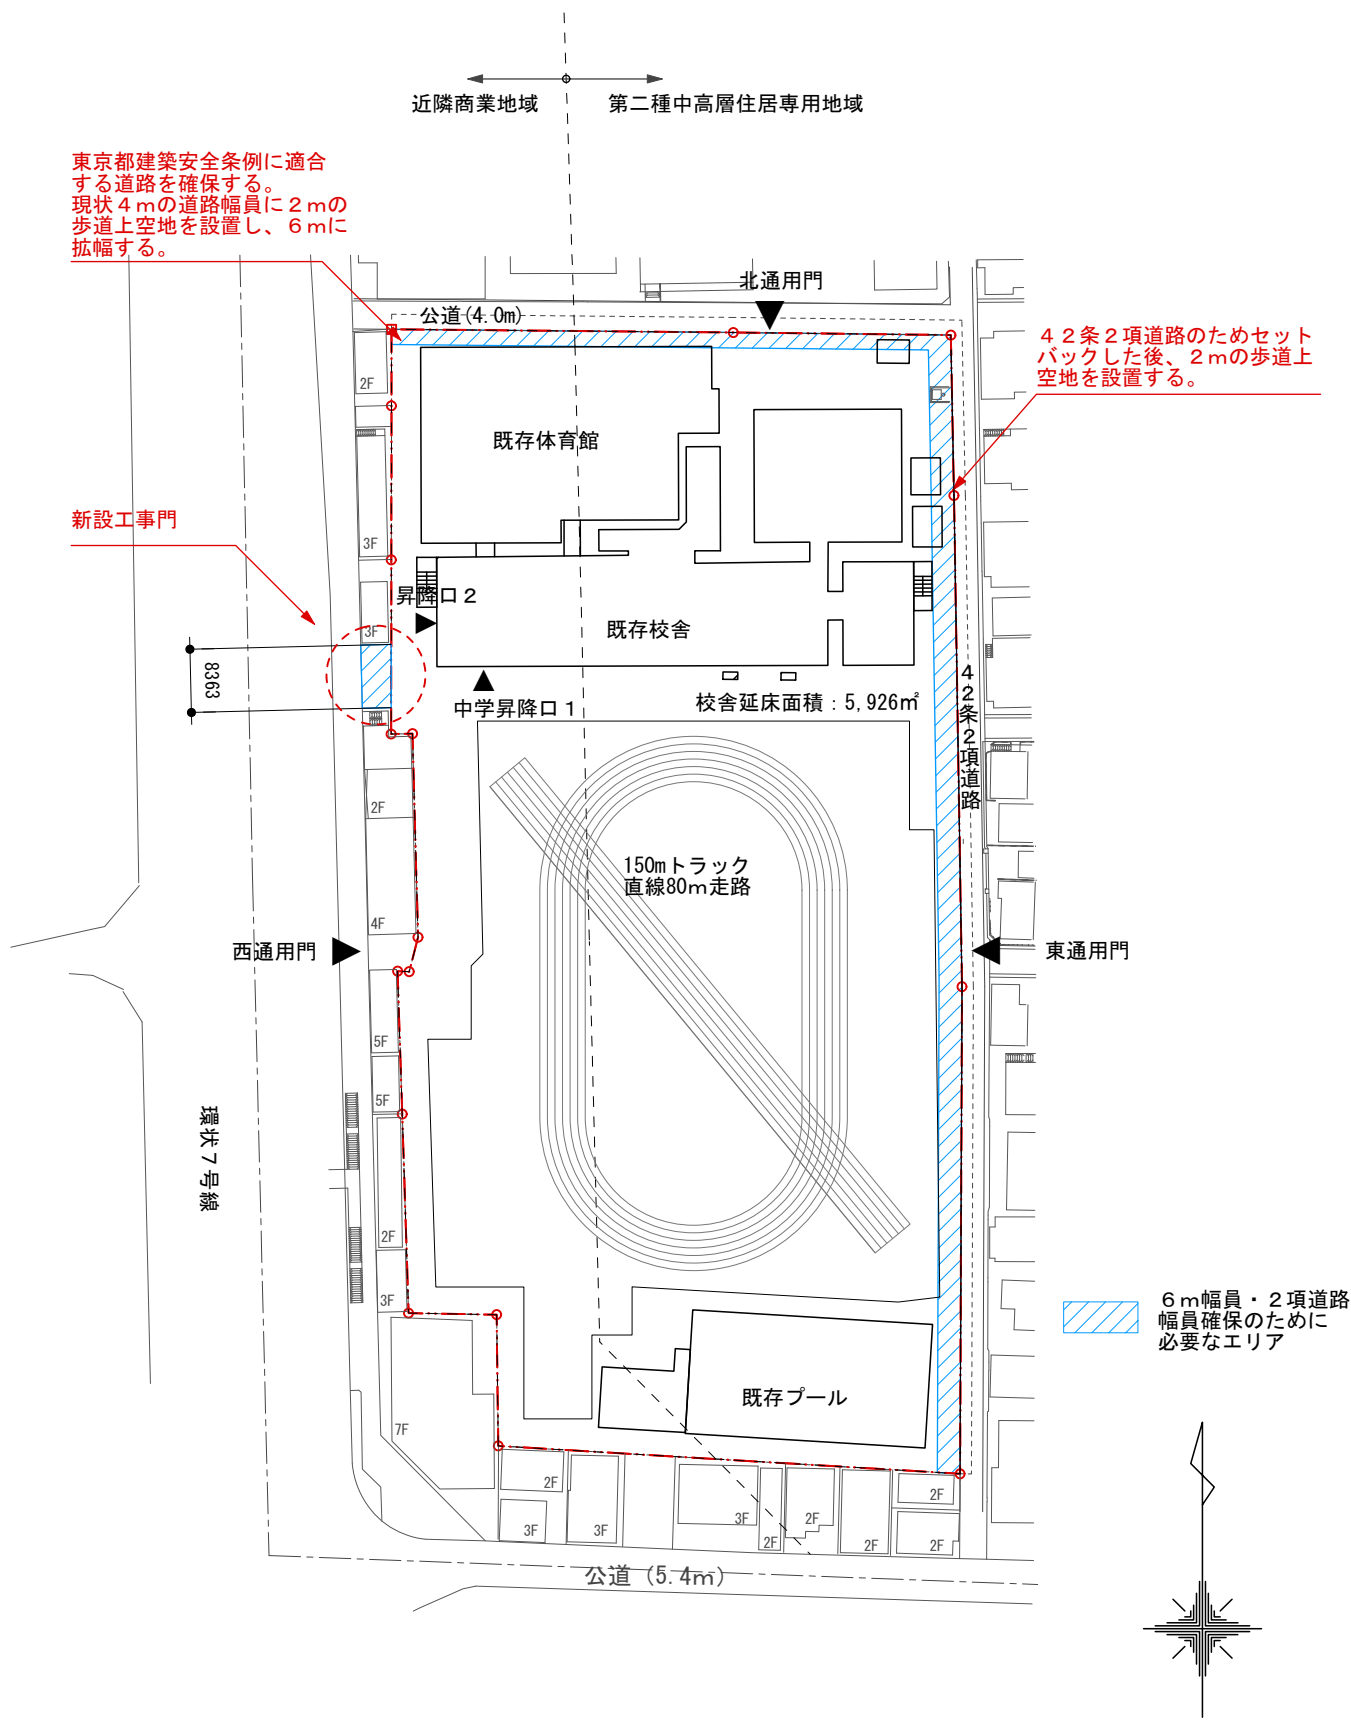 近隣商業地域
第二種中高層住居専用地域
東京都建築安全条例に適合
する道路を確保する。
現状４ｍの道路幅員に２ｍの
歩道上空地を設置し、６ｍに
拡幅する。
北通用門
公道(4.0m)
４２条２項道路のためセット
バックした後、２ｍの歩道上
空地を設置する。
2F
既存体育館
新設工事門
3F
昇降口２
3F
既存校舎
8363
中学昇降口１
校舎延床面積：5,926㎡
４２条２項道路
2F
150mトラック
直線80ｍ走路
4F
西通用門
東通用門
5F
5F
環状７号線
2F
3F
６ｍ幅員・２項道路
幅員確保のために
必要なエリア
既存プール
7F
2F
3F
3F
3F
2F
2F
2F
2F
2F
公道（5.4ｍ）